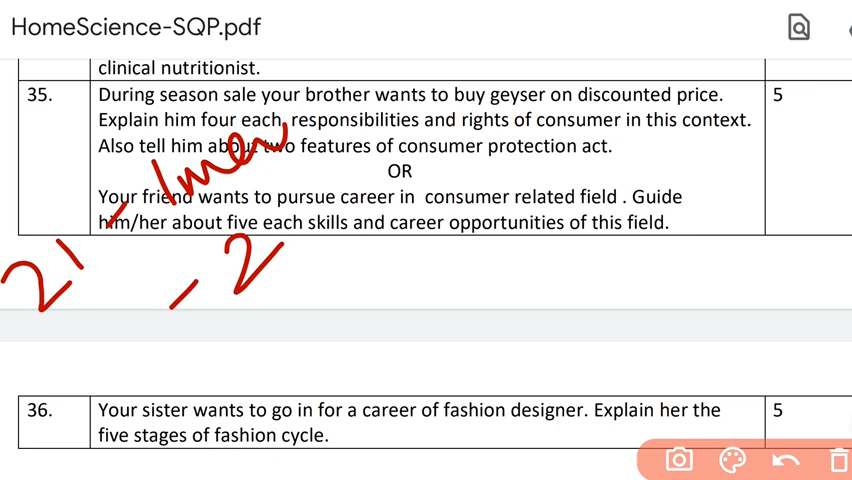 HomeScience-SQP.pdf
clinical nutritionist.
35.
During season sale your brother wants to buy geyser on discounted price.
Explain him four each, responsibilities and rights of consumer in this context.
Also tell him about two features of consumer protection act.
5
OR
Your friend wants to pursue career in consumer related field . Guide
him/her about five each skills and career opportunities of this field.
21 -
- 2
36.
Your sister wants to go in for a career of fashion designer. Explain her the
five stages of fashion cycle.
5